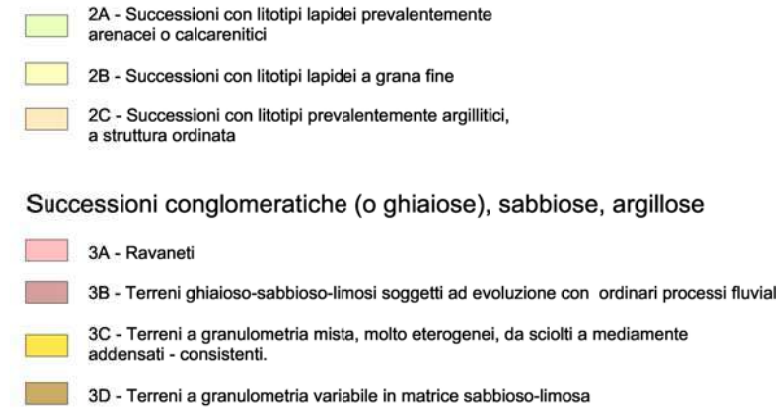 2A - Successioni con litotipi lapidei prevalentemente
arenacei o calcarenitici
2B - Successioni con litotipi lapidei a grana fine
2C - Successioni con litotipi prevalentemente argillitici,
a struttura ordinata
Successioni conglomeratiche (o ghiaiose), sabbiose, argillose
3A - Ravaneti
3B - Terreni ghiaioso-sabbioso-limosi soggetti ad evoluzione con ordinari processi fluvial
3C - Terreni a granulometria mista, molto eterogenei, da sciolti a mediamente
addensati - consistenti.
3D - Terreni a granulometria variabile in matrice sabbioso-limosa